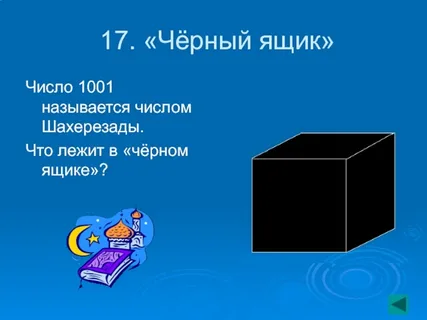 17. «Чёрный ящик»
Число 1001
называется числом
Шахерезады.
Что лежит в «чёрном
ящике»?